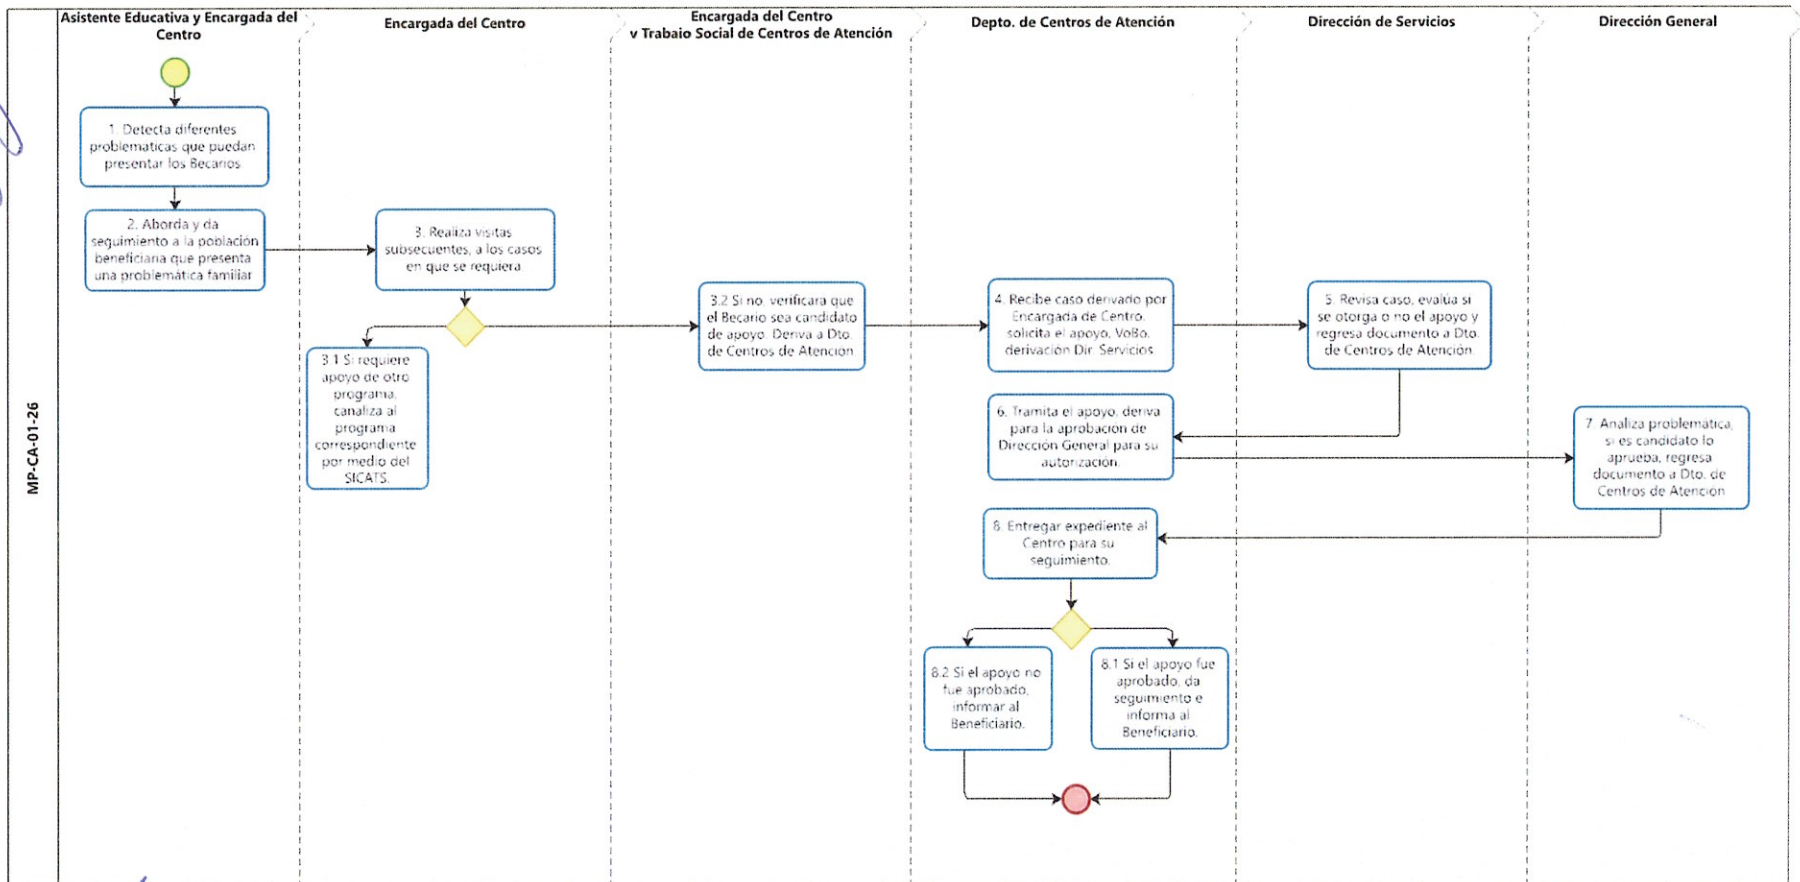 Asistente Educativa y Encargada del
Centro
Encargada del Centro
Encargada del Centro
v Trabaio Social de Centros de Atención
Depto. de Centros de Atención
Dirección de Servicios
Dirección General
MP-CA-01-26
1. Detecta diferentes
problematicas que puedan
presentar los Becarios
2. Aborda y da
seguimiento a la población
beneficiaria que presenta
una problemática familiar
3. Realiza visitas
subsecuentes, a los casos
en que se requiera
3.1 Si requiere
apoyo de otro
programa,
canaliza al
programa
correspondiente
por medio del
SICATS.
3.2 Si no, verificara que
el Becario sea candidato
de apoyo. Deriva a Dto.
de Centros de Atención
4. Recibe caso derivado por
Encargada de Centro,
solicita el apoyo, VoBo,
derivación Dir. Servicios
5. Revisa caso, evalúa si
se otorga o no el apoyo y
regresa documento a Dto.
de Centros de Atención
6. Tramita el apoyo, deriva
para la aprobación de
Dirección General para su
autorización.
7. Analiza problemática,
si es candidato lo
aprueba, regresa
documento a Dto. de
Centros de Atención
8. Entregar expediente al
Centro para su
seguimiento.
8.2 Si el apoyo no
fue aprobado,
informar al
Beneficiario.
8.1 Si el apoyo fue
aprobado, da
seguimiento e
informa al
Beneficiario.